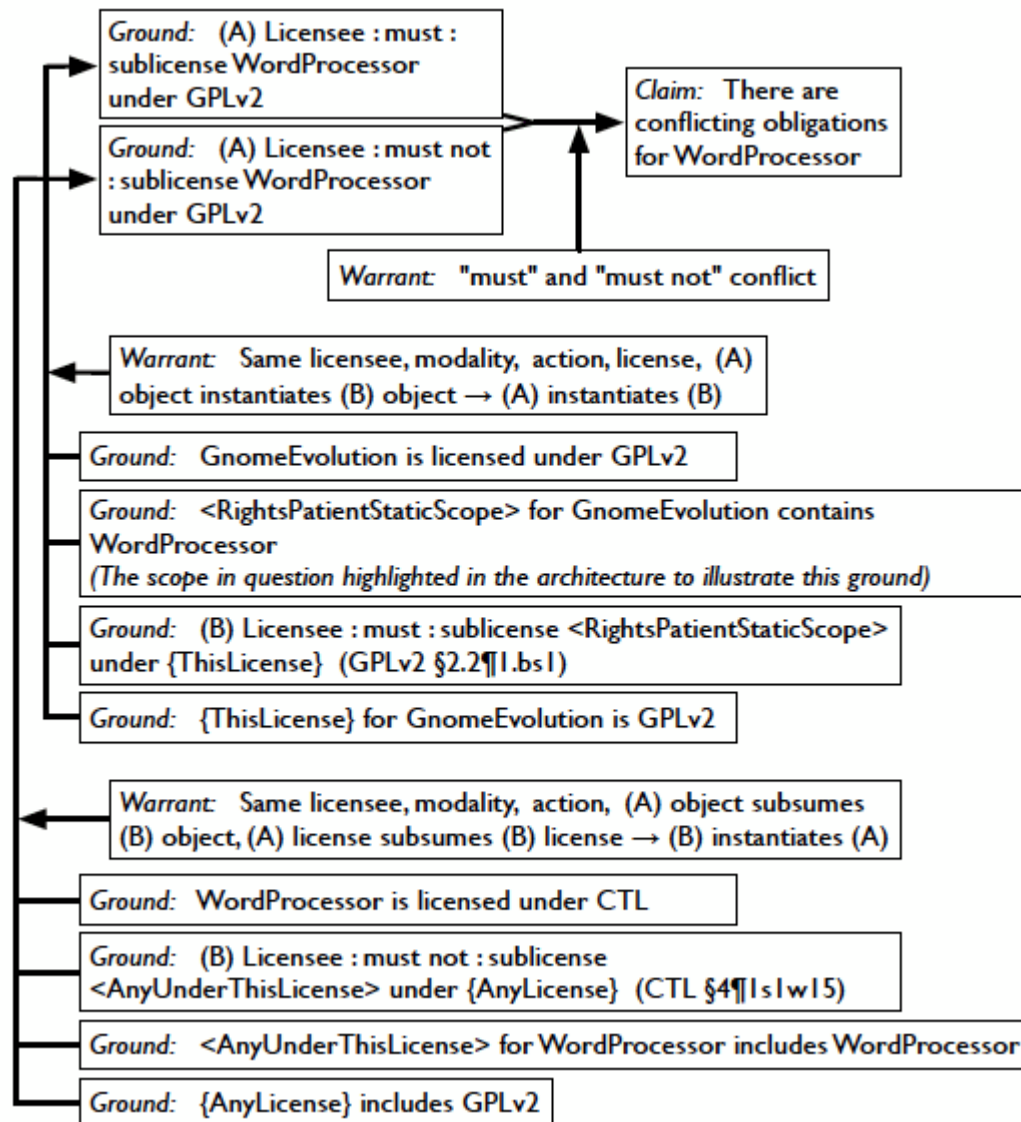 Ground: (A) Licensee : must :
sublicense WordProcessor
under GPLv2
Ground: (A) Licensee : must not
: sublicense WordProcessor
under GPLv2
Claim: There are
conflicting obligations
for WordProcessor
Warrant: "must" and "must not" conflict
Warrant: Same licensee, modality, action, license, (A)
object instantiates (B) object → (A) instantiates (B)
Ground: GnomeEvolution is licensed under GPLv2
Ground: <RightsPatientStaticScope> for GnomeEvolution contains
WordProcessor
(The scope in question highlighted in the architecture to illustrate this ground)
Ground: (B) Licensee : must : sublicense <RightsPatientStaticScope>
under {ThisLicense} (GPLv2 §2.2¶1.bs1)
Ground: {ThisLicense} for GnomeEvolution is GPLv2
Warrant: Same licensee, modality, action, (A) object subsumes
(B) object, (A) license subsumes (B) license → (B) instantiates (A)
Ground: WordProcessor is licensed under CTL
Ground: (B) Licensee : must not : sublicense
<AnyUnderThisLicense> under {AnyLicense} (CTL §4¶1s1w15)
Ground: <AnyUnderThisLicense> for WordProcessor includes WordProcessor
Ground: {AnyLicense} includes GPLv2